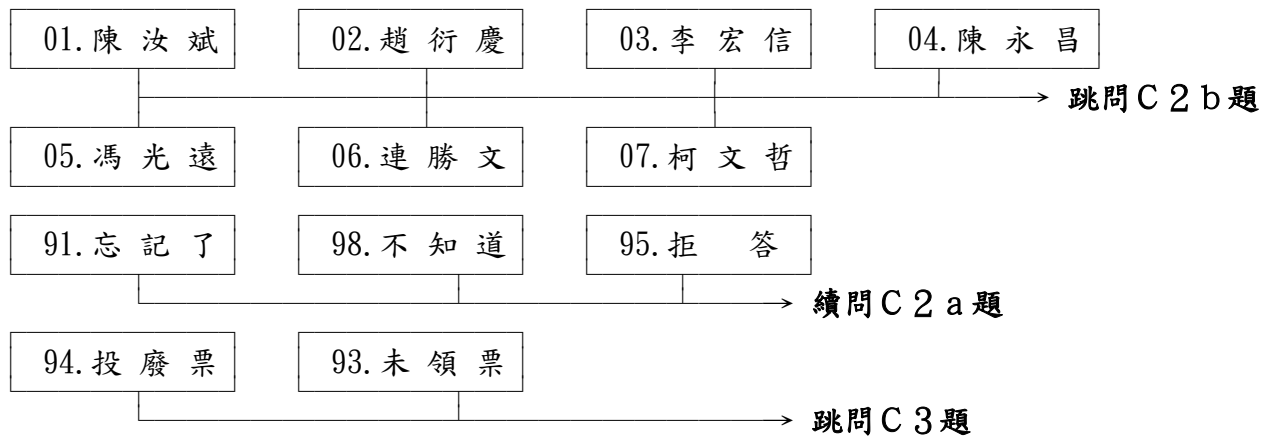 01.陳汝斌 02.趙衍慶 03.李宏信 04.陳永昌
跳問C2b題
05.馮光遠 06.連勝文 07.柯文哲
91.忘記了 98.不知道 95.拒 答
續問C2a題
94.投廢票 93.未領票
跳問C3題